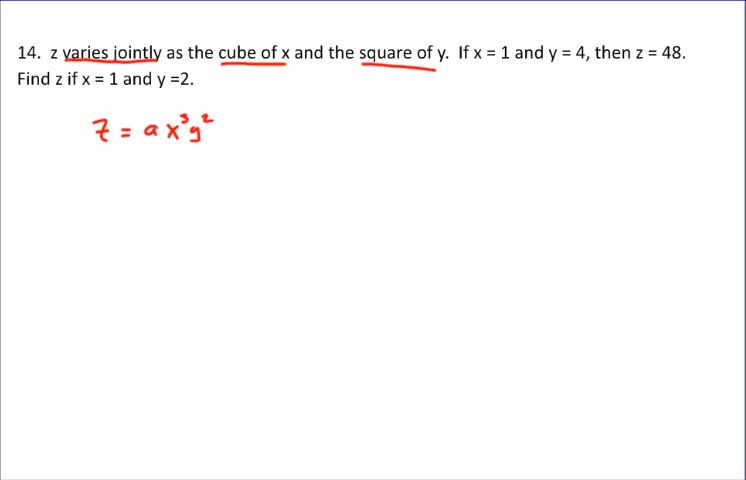 14. z varies jointly as the cube of x and the square of y. If x = 1 and y = 4, then z = 48.
Find z if x = 1 and y =2.
z = a x³y²